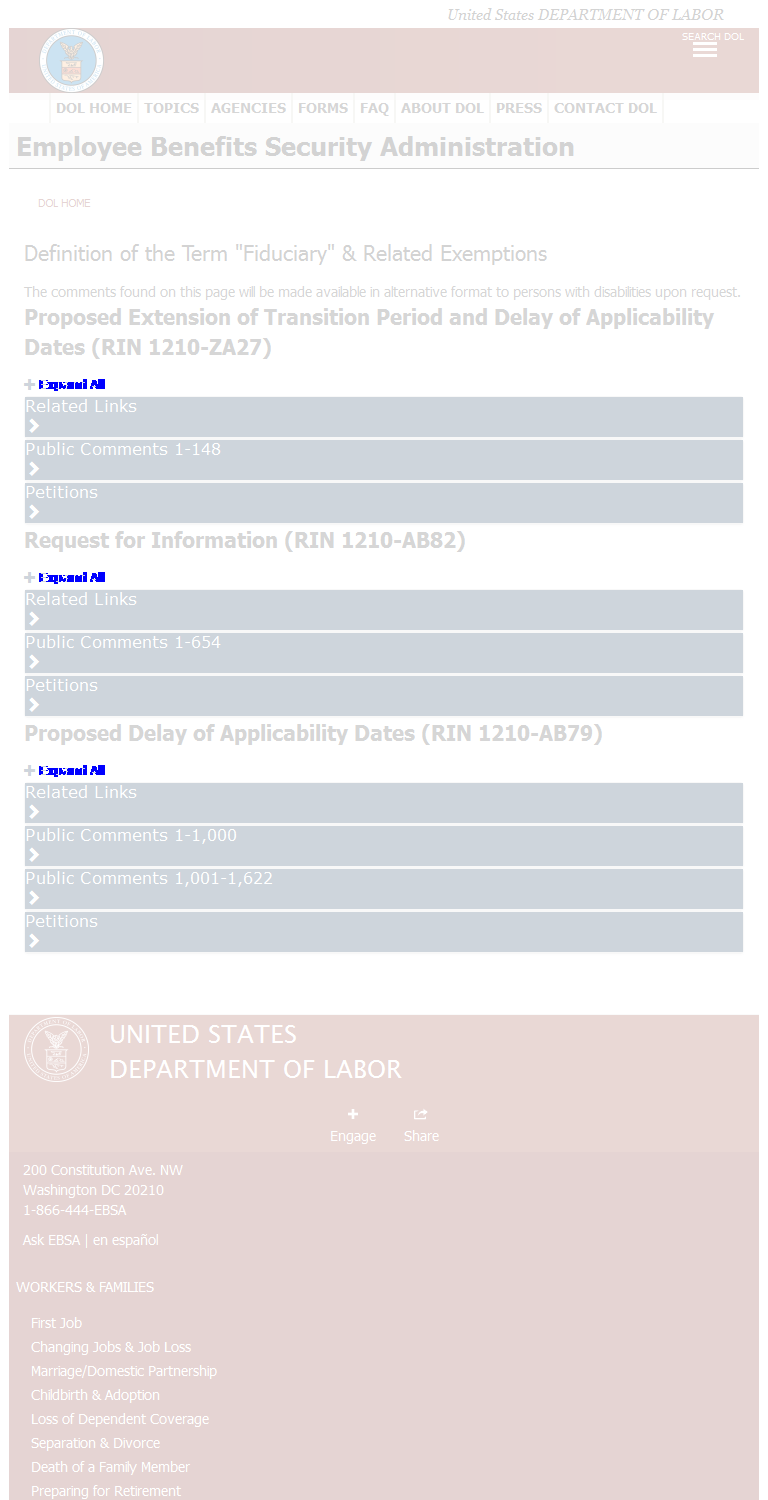 United States DEPARTMENT OF LABOR
SEARCH DOL
DOL HOME TOPICS AGENCIES FORMS FAQ ABOUT DOL PRESS CONTACT DOL
Employee Benefits Security Administration
DOL HOME
Definition of the Term "Fiduciary" & Related Exemptions
The comments found on this page will be made available in alternative format to persons with disabilities upon request.
Proposed Extension of Transition Period and Delay of Applicability
Dates (RIN 1210-ZA27)
Expand All
Related Links
Public Comments 1-148
Petitions
Request for Information (RIN 1210-AB82)
Expand All
Related Links
Public Comments 1-654
Petitions
Proposed Delay of Applicability Dates (RIN 1210-AB79)
Expand All
Related Links
Public Comments 1-1,000
Public Comments 1,001-1,622
Petitions
UNITED STATES
DEPARTMENT OF LABOR
Engage Share
200 Constitution Ave. NW
Washington DC 20210
1-866-444-EBSA
Ask EBSA | en español
WORKERS & FAMILIES
First Job
Changing Jobs & Job Loss
Marriage/Domestic Partnership
Childbirth & Adoption
Loss of Dependent Coverage
Separation & Divorce
Death of a Family Member
Preparing for Retirement